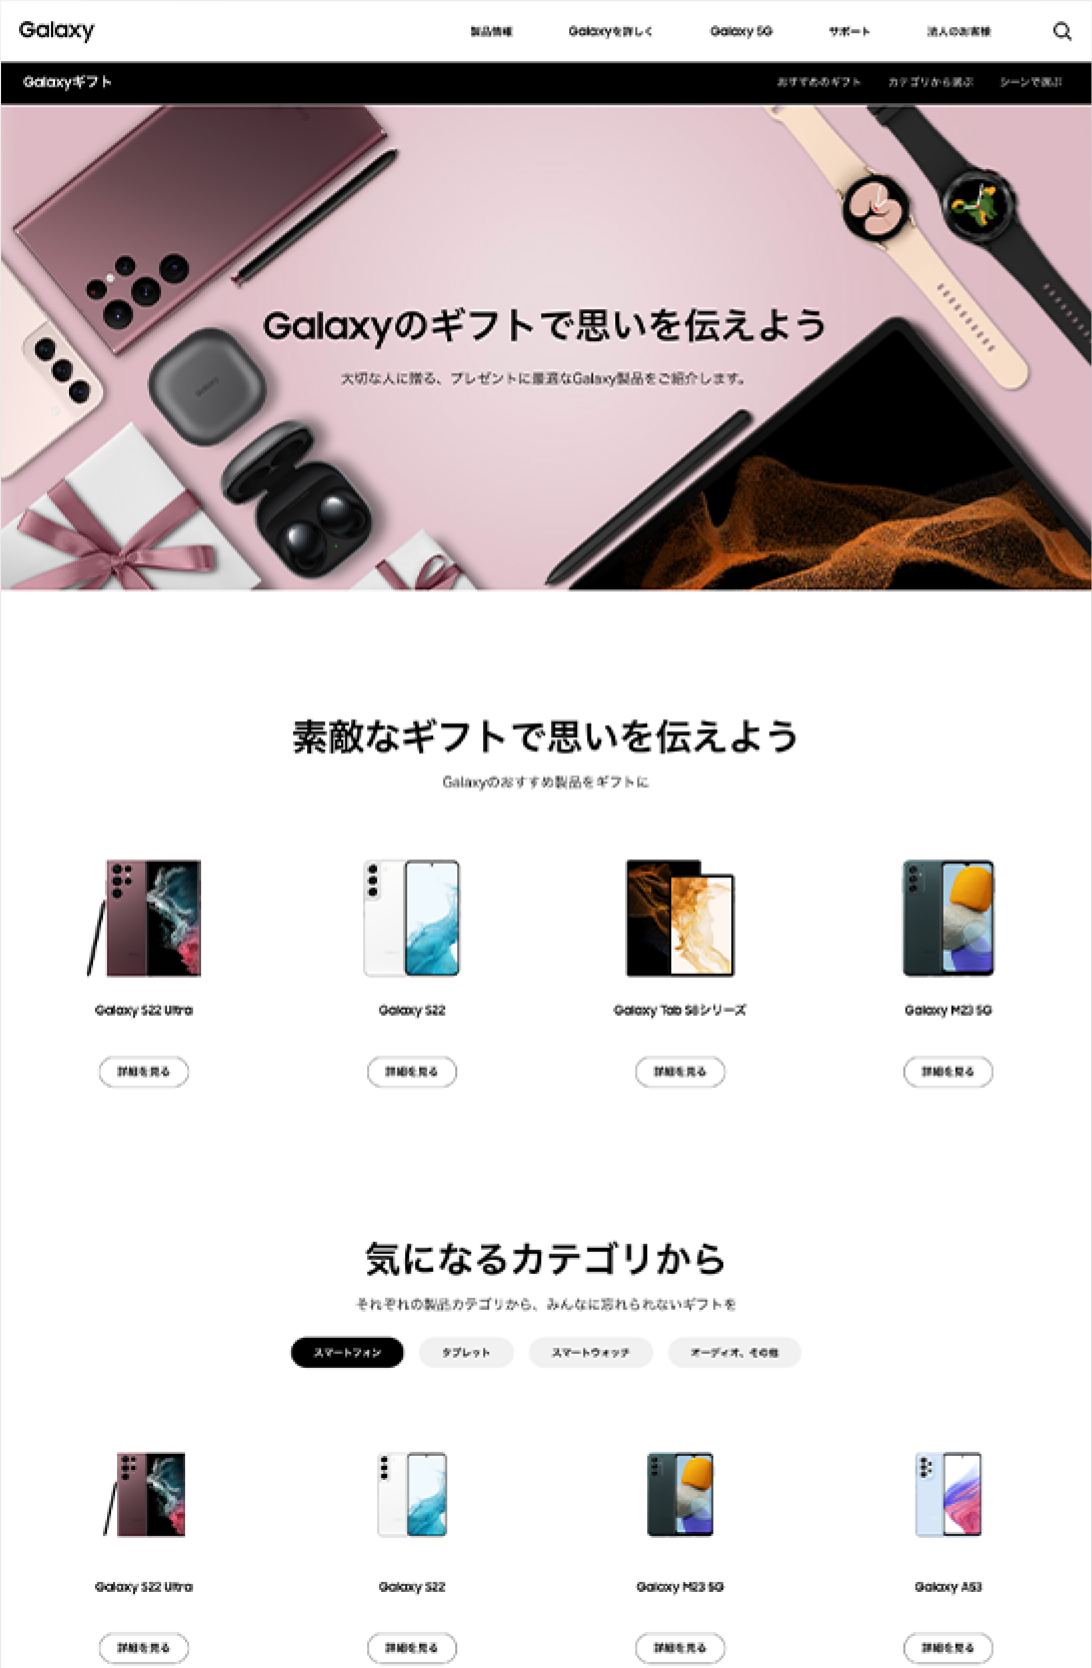 Galaxy
製品情報 Galaxyを詳しく Galaxy 5G サポート 法人のお客様
Galaxyギフト
おすすめのギフト カテゴリから選ぶ シーンで選ぶ
Galaxyのギフトで思いを伝えよう
大切な人に贈る、プレゼントに最適なGalaxy製品をご紹介します。
素敵なギフトで思いを伝えよう
Galaxyのおすすめ製品をギフトに
Galaxy S22 Ultra Galaxy S22 Galaxy Tab S8シリーズ Galaxy M23 5G
詳細を見る 詳細を見る 詳細を見る 詳細を見る
気になるカテゴリから
それぞれの製品カテゴリから、みんなに忘れられないギフトを
スマートフォン タブレット スマートウォッチ オーディオ、その他
Galaxy S22 Ultra Galaxy S22 Galaxy M23 5G Galaxy A53
詳細を見る 詳細を見る 詳細を見る 詳細を見る